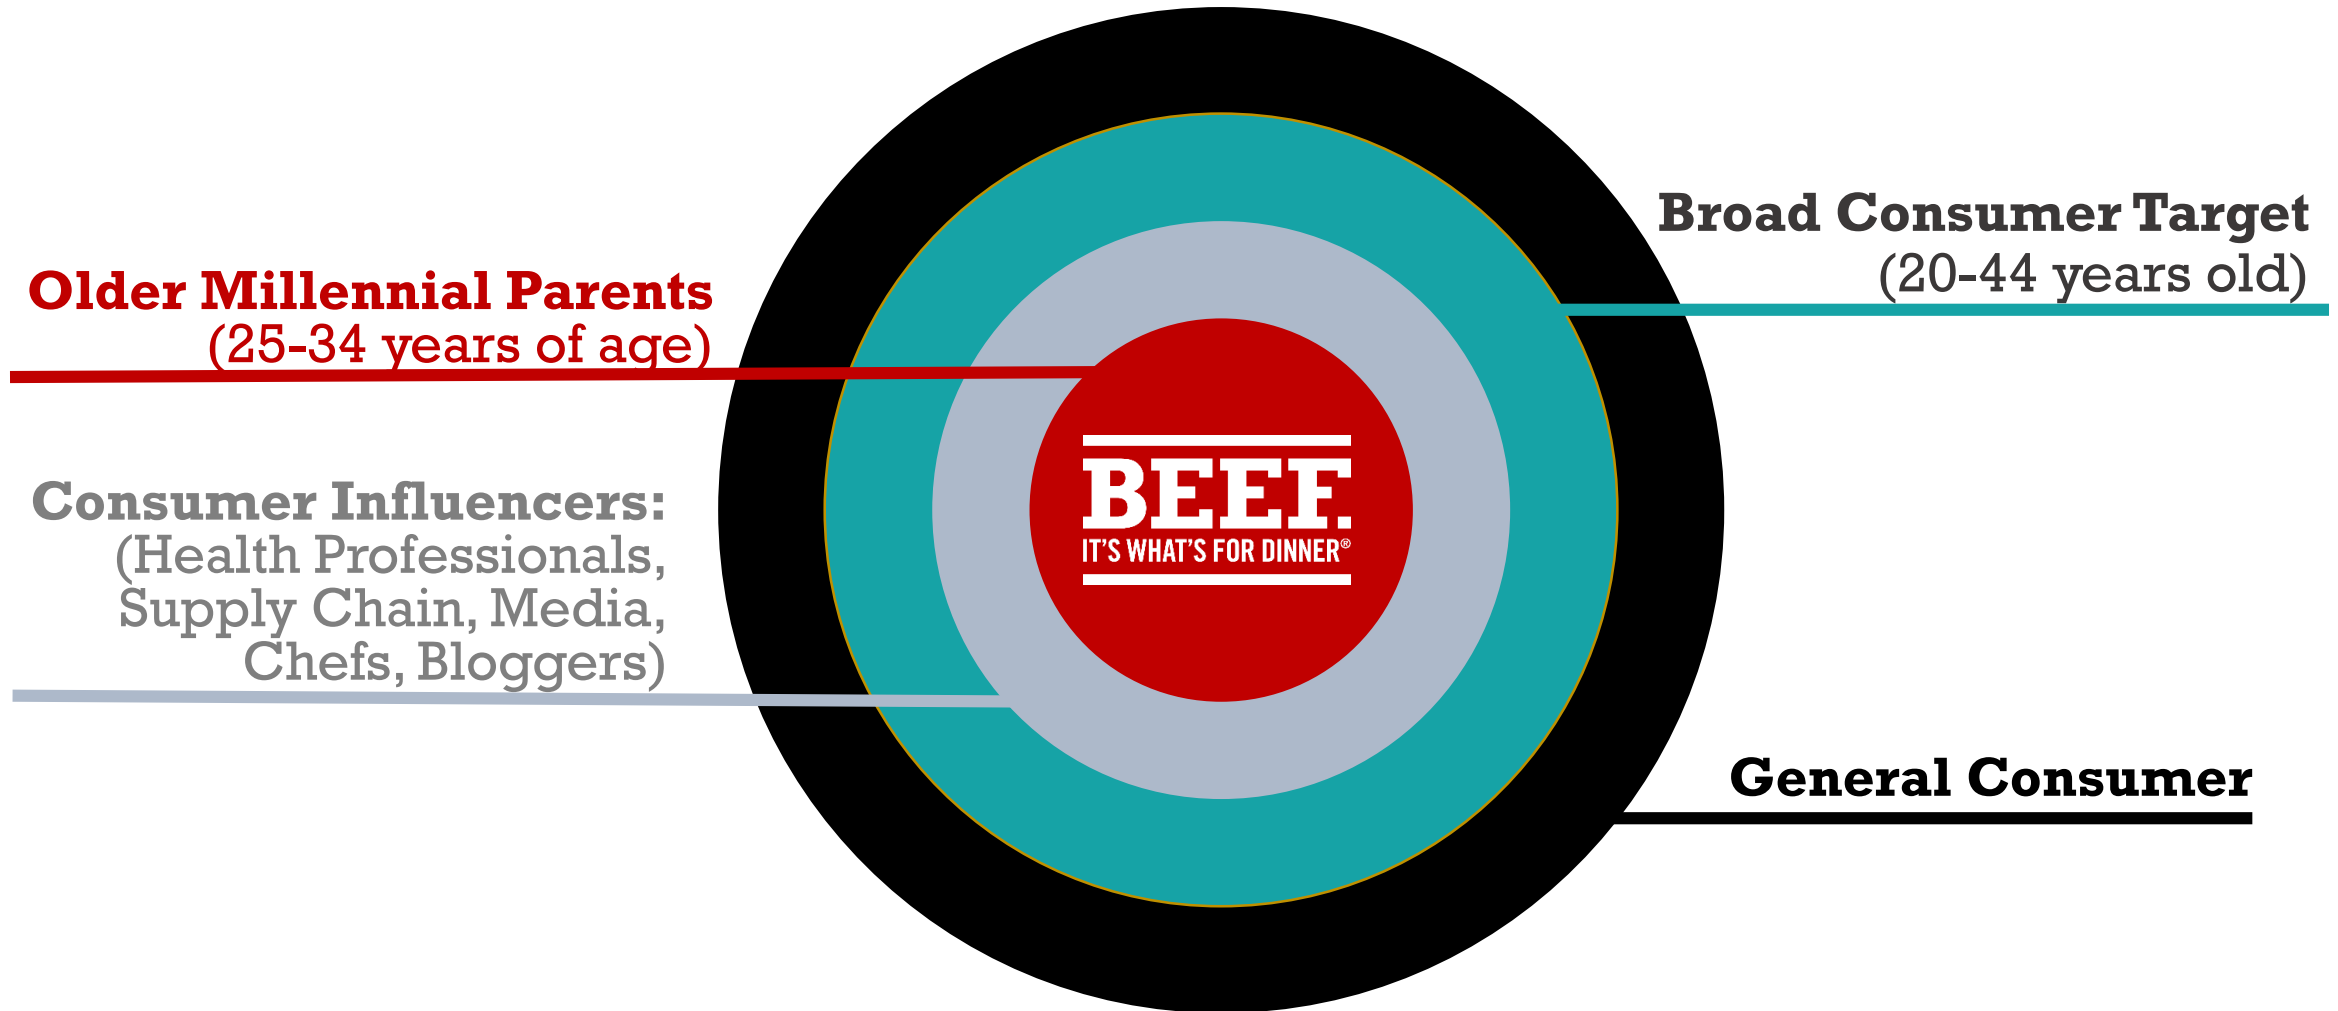 Older Millennial Parents
(25-34 years of age)
Consumer Influencers:
(Health Professionals,
Supply Chain, Media,
Chefs, Bloggers)
BEEF.
IT'S WHAT'S FOR DINNER®
Broad Consumer Target
(20-44 years old)
General Consumer